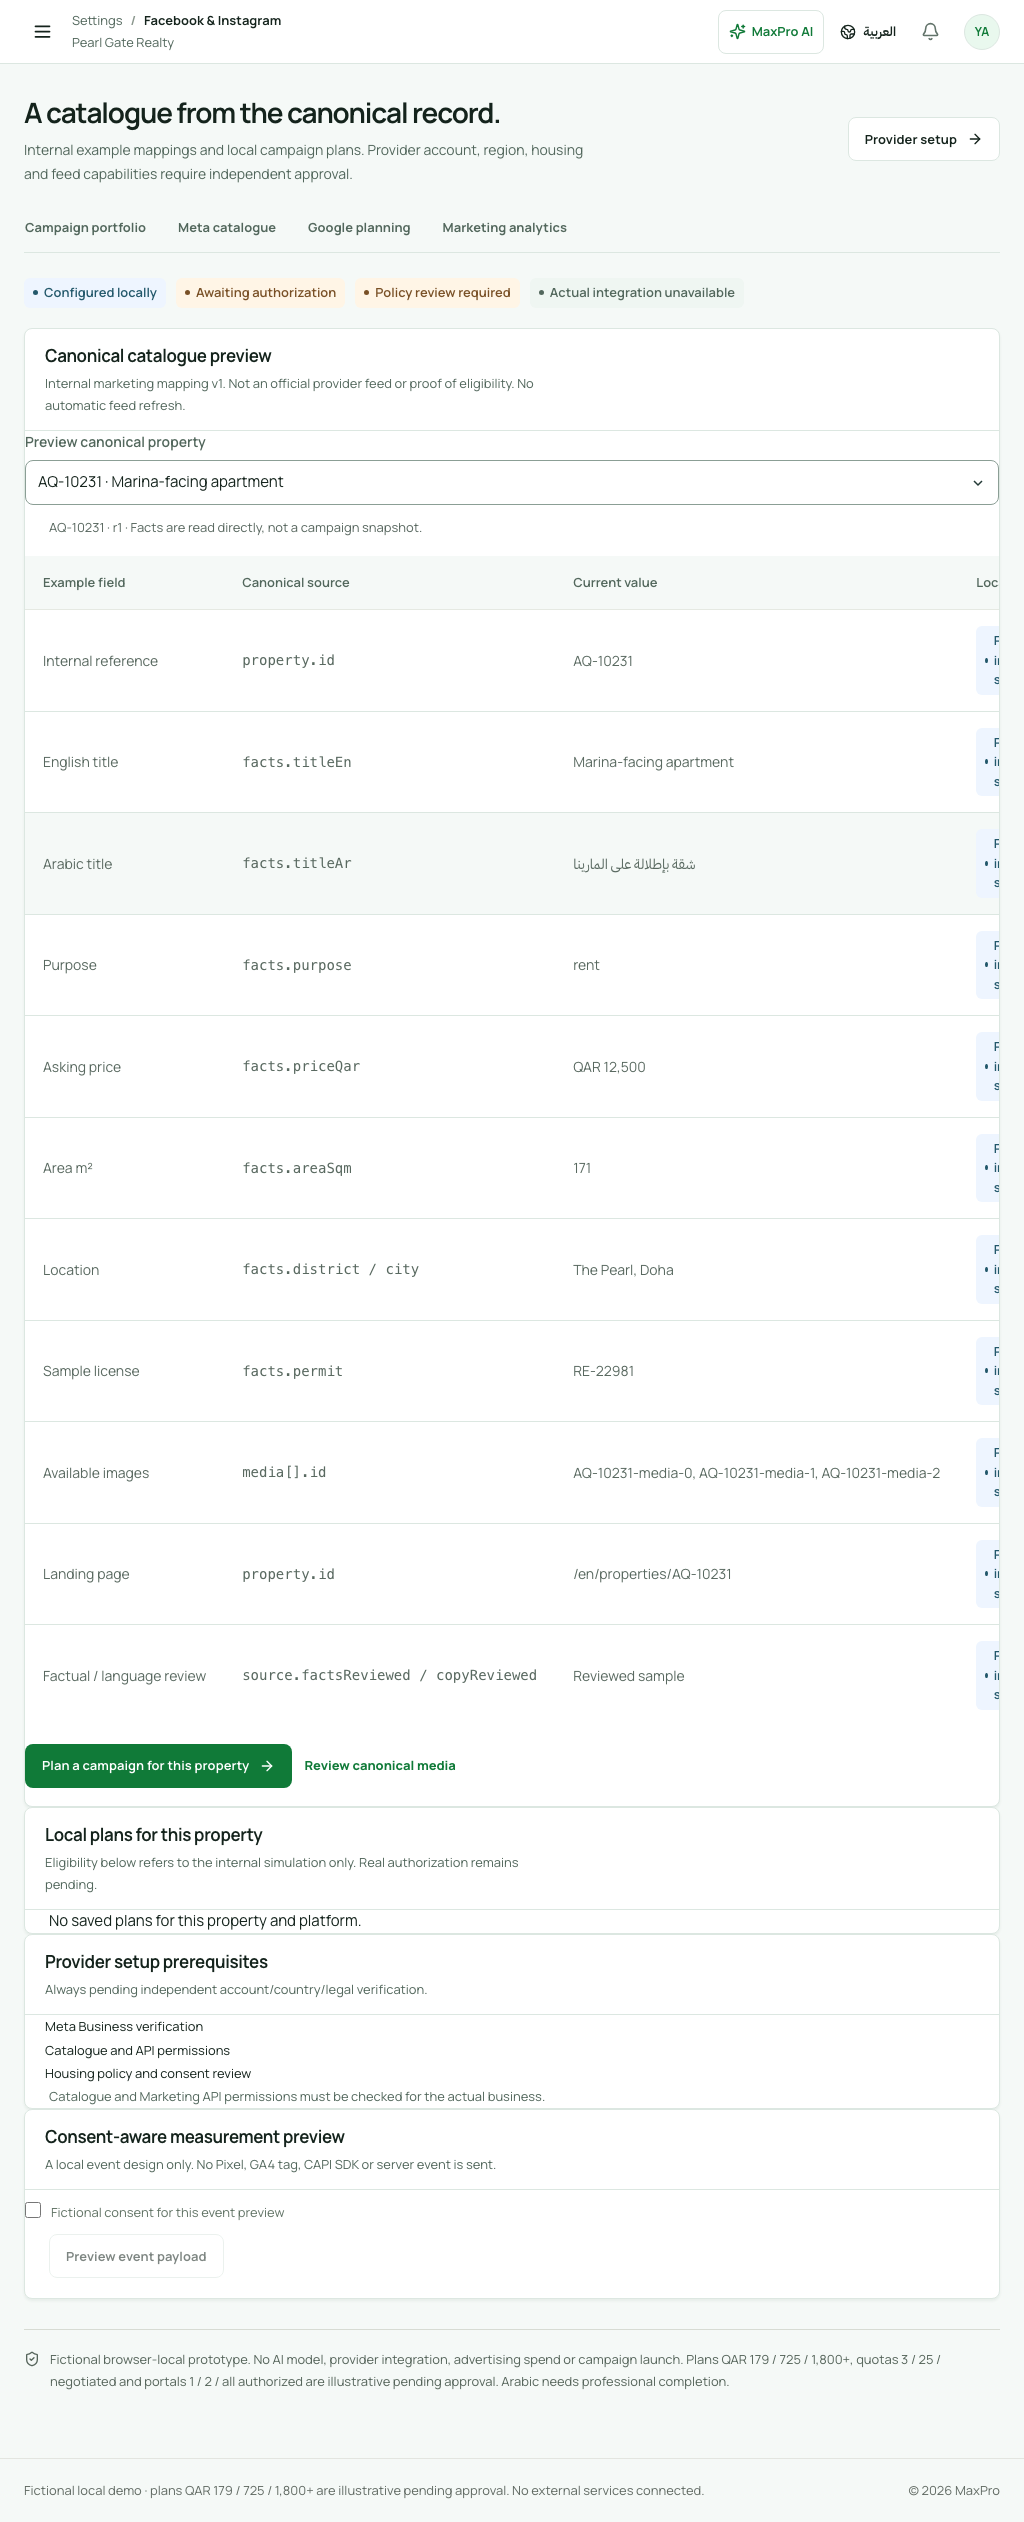 Settings / Facebook & Instagram
Pearl Gate Realty
MaxPro AI
العربية
YA
A catalogue from the canonical record.
Internal example mappings and local campaign plans. Provider account, region, housing
and feed capabilities require independent approval.
Provider setup
Campaign portfolio Meta catalogue Google planning Marketing analytics
Configured locally Awaiting authorization Policy review required Actual integration unavailable
Canonical catalogue preview
Internal marketing mapping v1. Not an official provider feed or proof of eligibility. No
automatic feed refresh.
Preview canonical property
AQ-10231 · Marina-facing apartment
AQ-10231 · r1 · Facts are read directly, not a campaign snapshot.
Example field Canonical source Current value
Internal reference property.id AQ-10231
English title facts.titleEn Marina-facing apartment
Arabic title facts.titleAr شقة بإطلالة على المارينا
Purpose facts.purpose rent
Asking price facts.priceQar QAR 12,500
Area m² facts.areaSqm 171
Location facts.district / city The Pearl, Doha
Sample license facts.permit RE-22981
Available images media[].id AQ-10231-media-0, AQ-10231-media-1, AQ-10231-media-2
Landing page property.id /en/properties/AQ-10231
Factual / language review source.factsReviewed / copyReviewed Reviewed sample
Plan a campaign for this property Review canonical media
Local plans for this property
Eligibility below refers to the internal simulation only. Real authorization remains
pending.
No saved plans for this property and platform.
Provider setup prerequisites
Always pending independent account/country/legal verification.
Meta Business verification
Catalogue and API permissions
Housing policy and consent review
Catalogue and Marketing API permissions must be checked for the actual business.
Consent-aware measurement preview
A local event design only. No Pixel, GA4 tag, CAPI SDK or server event is sent.
Fictional consent for this event preview
Preview event payload
Fictional browser-local prototype. No AI model, provider integration, advertising spend or campaign launch. Plans QAR 179 / 725 / 1,800+, quotas 3 / 25 /
negotiated and portals 1 / 2 / all authorized are illustrative pending approval. Arabic needs professional completion.
Fictional local demo · plans QAR 179 / 725 / 1,800+ are illustrative pending approval. No external services connected.
© 2026 MaxPro